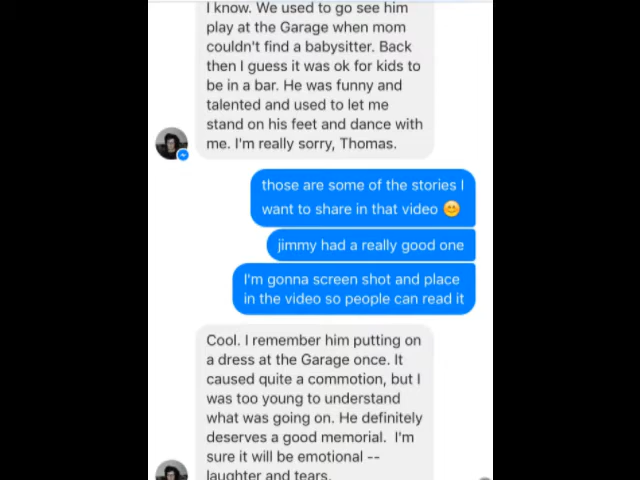 I know. We used to go see him
play at the Garage when mom
couldn't find a babysitter. Back
then I guess it was ok for kids to
be in a bar. He was funny and
talented and used to let me
stand on his feet and dance with
me. I'm really sorry, Thomas.
those are some of the stories I
want to share in that video 😊
jimmy had a really good one
I'm gonna screen shot and place
in the video so people can read it
Cool. I remember him putting on
a dress at the Garage once. It
caused quite a commotion, but I
was too young to understand
what was going on. He definitely
deserves a good memorial.  I'm
sure it will be emotional --
laughter and tears.